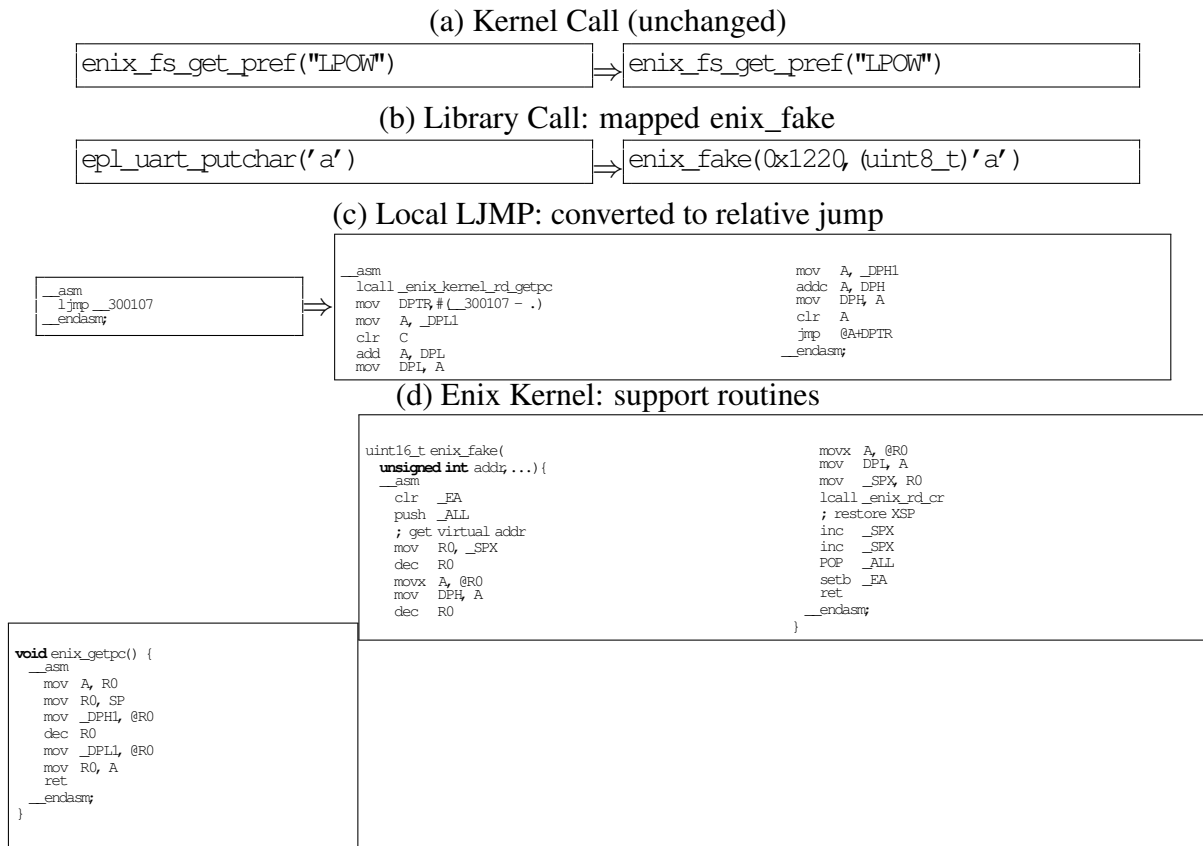 (a) Kernel Call (unchanged)
enix_fs_get_pref("LPOW") ⇒ enix_fs_get_pref("LPOW")
(b) Library Call: mapped enix_fake
epl_uart_putchar('a') ⇒ enix_fake(0x1220, (uint8_t)'a')
(c) Local LJMP: converted to relative jump
__asm
ljmp __300107
__endasm;
⇒
__asm
lcall _enix_kernel_rd_getpc
mov DPTR, #(__300107 - .)
mov A, _DPL1
clr C
add A, DPL
mov DPL, A
mov A, _DPH1
addc A, DPH
mov DPH, A
clr A
jmp @A+DPTR
__endasm;
(d) Enix Kernel: support routines
uint16_t enix_fake(
unsigned int addr,...){
__asm
clr _EA
push _ALL
; get virtual addr
mov R0, _SPX
dec R0
movx A, @R0
mov DPH, A
dec R0
movx A, @R0
mov DPL, A
mov _SPX, R0
lcall _enix_rd_cr
; restore XSP
inc _SPX
inc _SPX
POP _ALL
setb _EA
ret
__endasm;
}
void enix_getpc() {
__asm
mov A, R0
mov R0, SP
mov _DPH1, @R0
dec R0
mov _DPL1, @R0
mov R0, A
ret
__endasm;
}